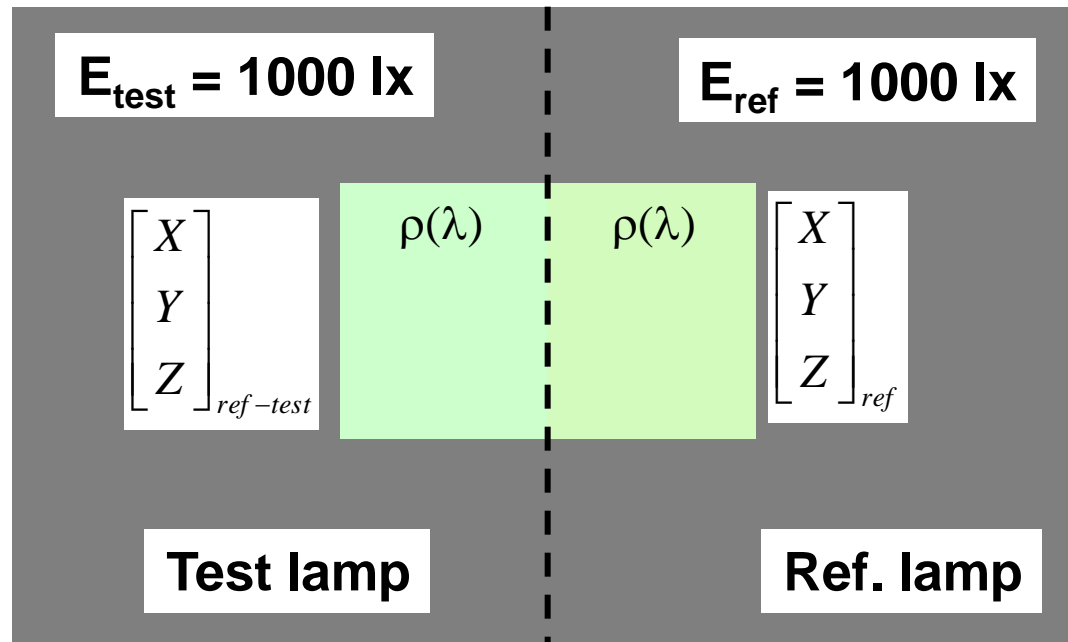 E_test = 1000 lx
E_ref = 1000 lx
ρ(λ)
ρ(λ)
[X Y Z]_ref−test
[X Y Z]_ref
Test lamp
Ref. lamp